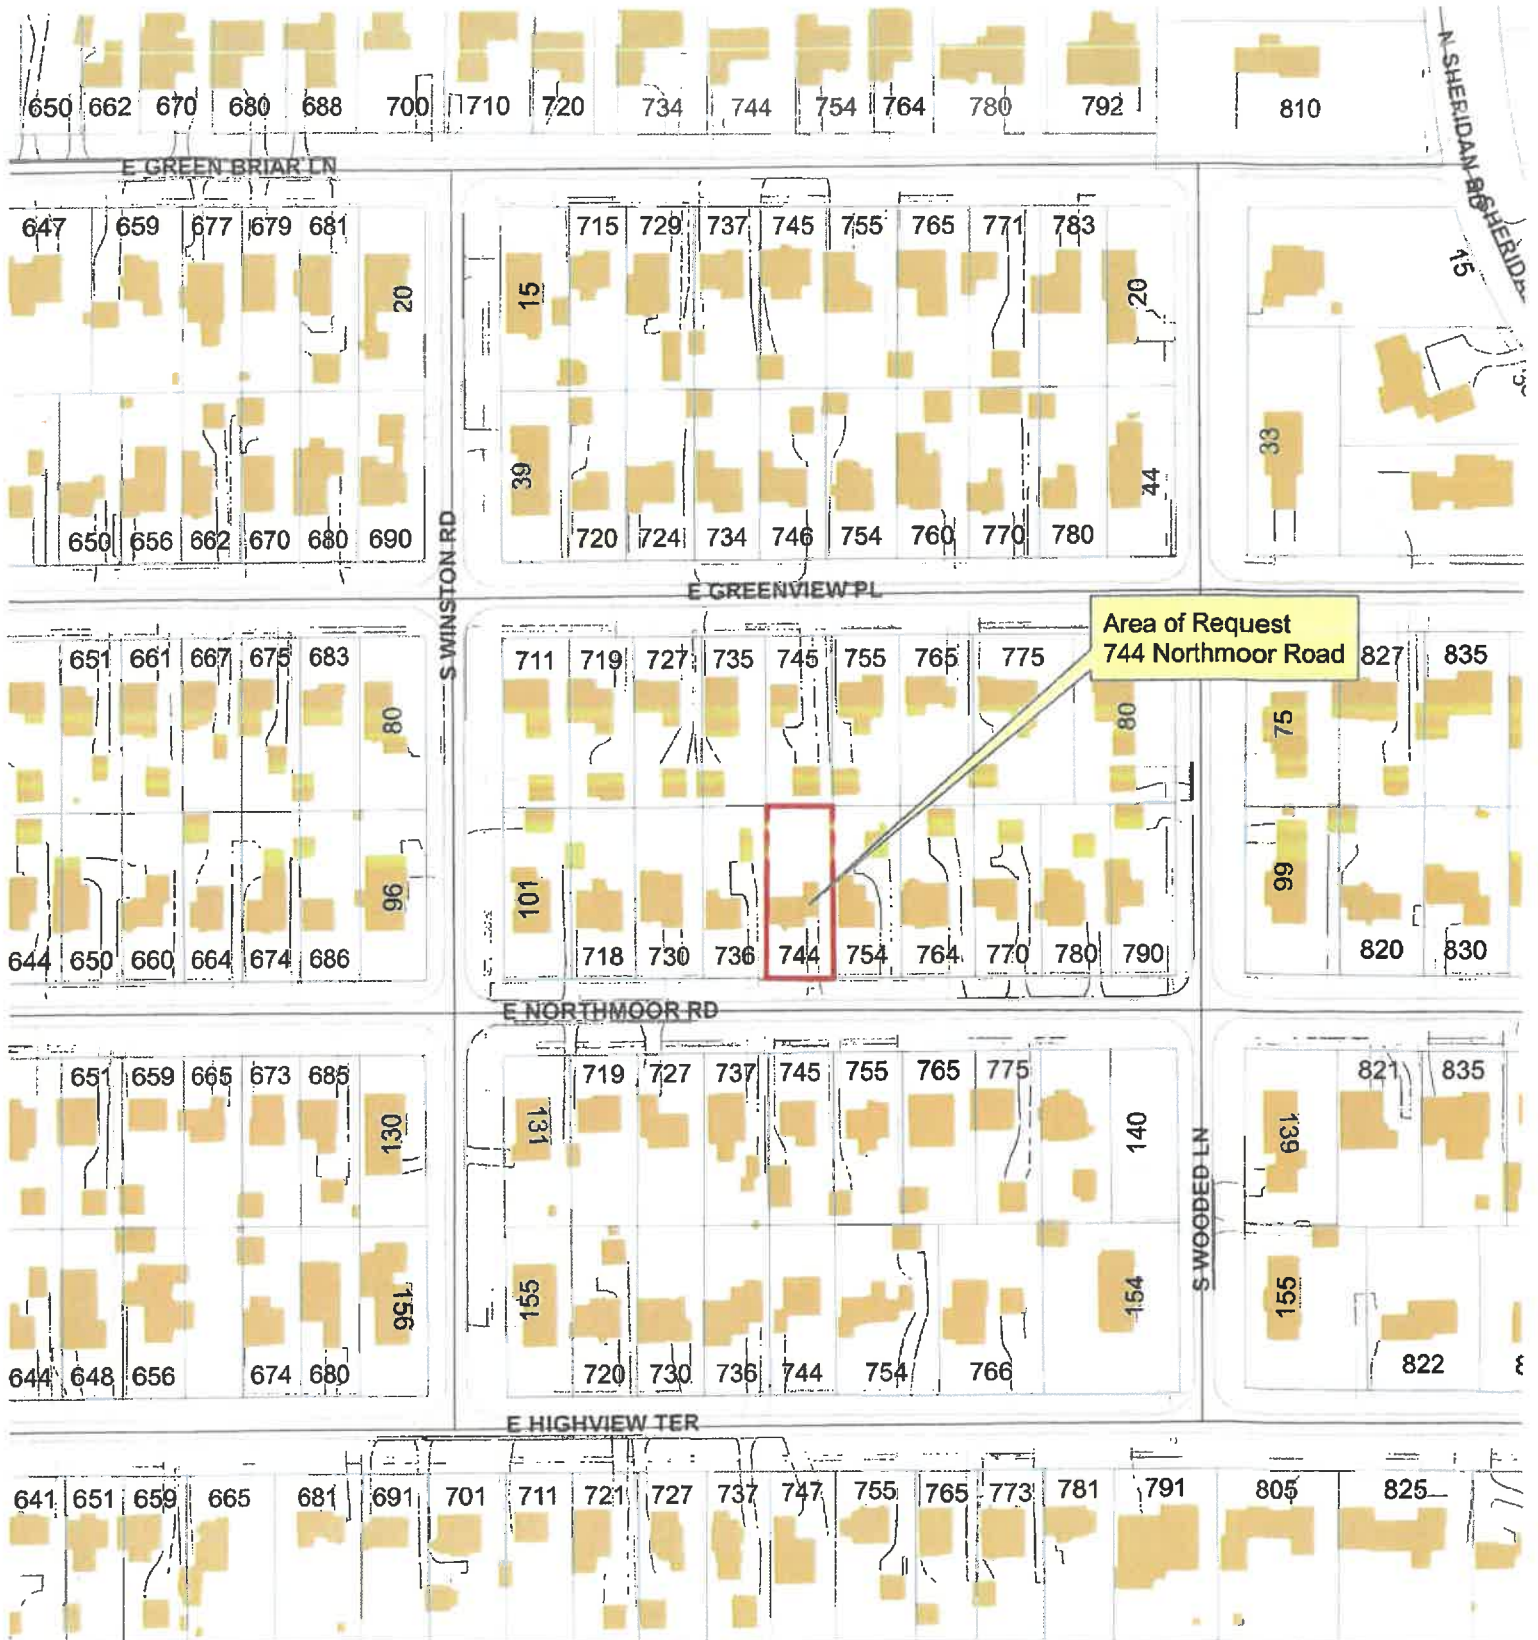 650 662 670 680 688 700 710 720 734 744 754 764 780 792 810
N SHERIDAN RD
E GREEN BRIAR LN
647 659 677 679 681 715 729 737 745 755 765 771 783
20 15 20 15
39 44 33
650 656 662 670 680 690 720 724 734 746 754 760 770 780
S WINSTON RD
E GREENVIEW PL
Area of Request
744 Northmoor Road
651 661 667 675 683 711 719 727 735 745 755 765 775 827 835
80 80 75
96 101 99
644 650 660 664 674 686 718 730 736 744 754 764 770 780 790 820 830
E NORTHMOOR RD
651 659 665 673 685 719 727 737 745 755 765 775 821 835
130 131 140 139
S WOODED LN
156 155 154 155
644 648 656 674 680 720 730 736 744 754 766 822
E HIGHVIEW TER
641 651 659 665 681 691 701 711 721 727 737 747 755 765 773 781 791 805 825